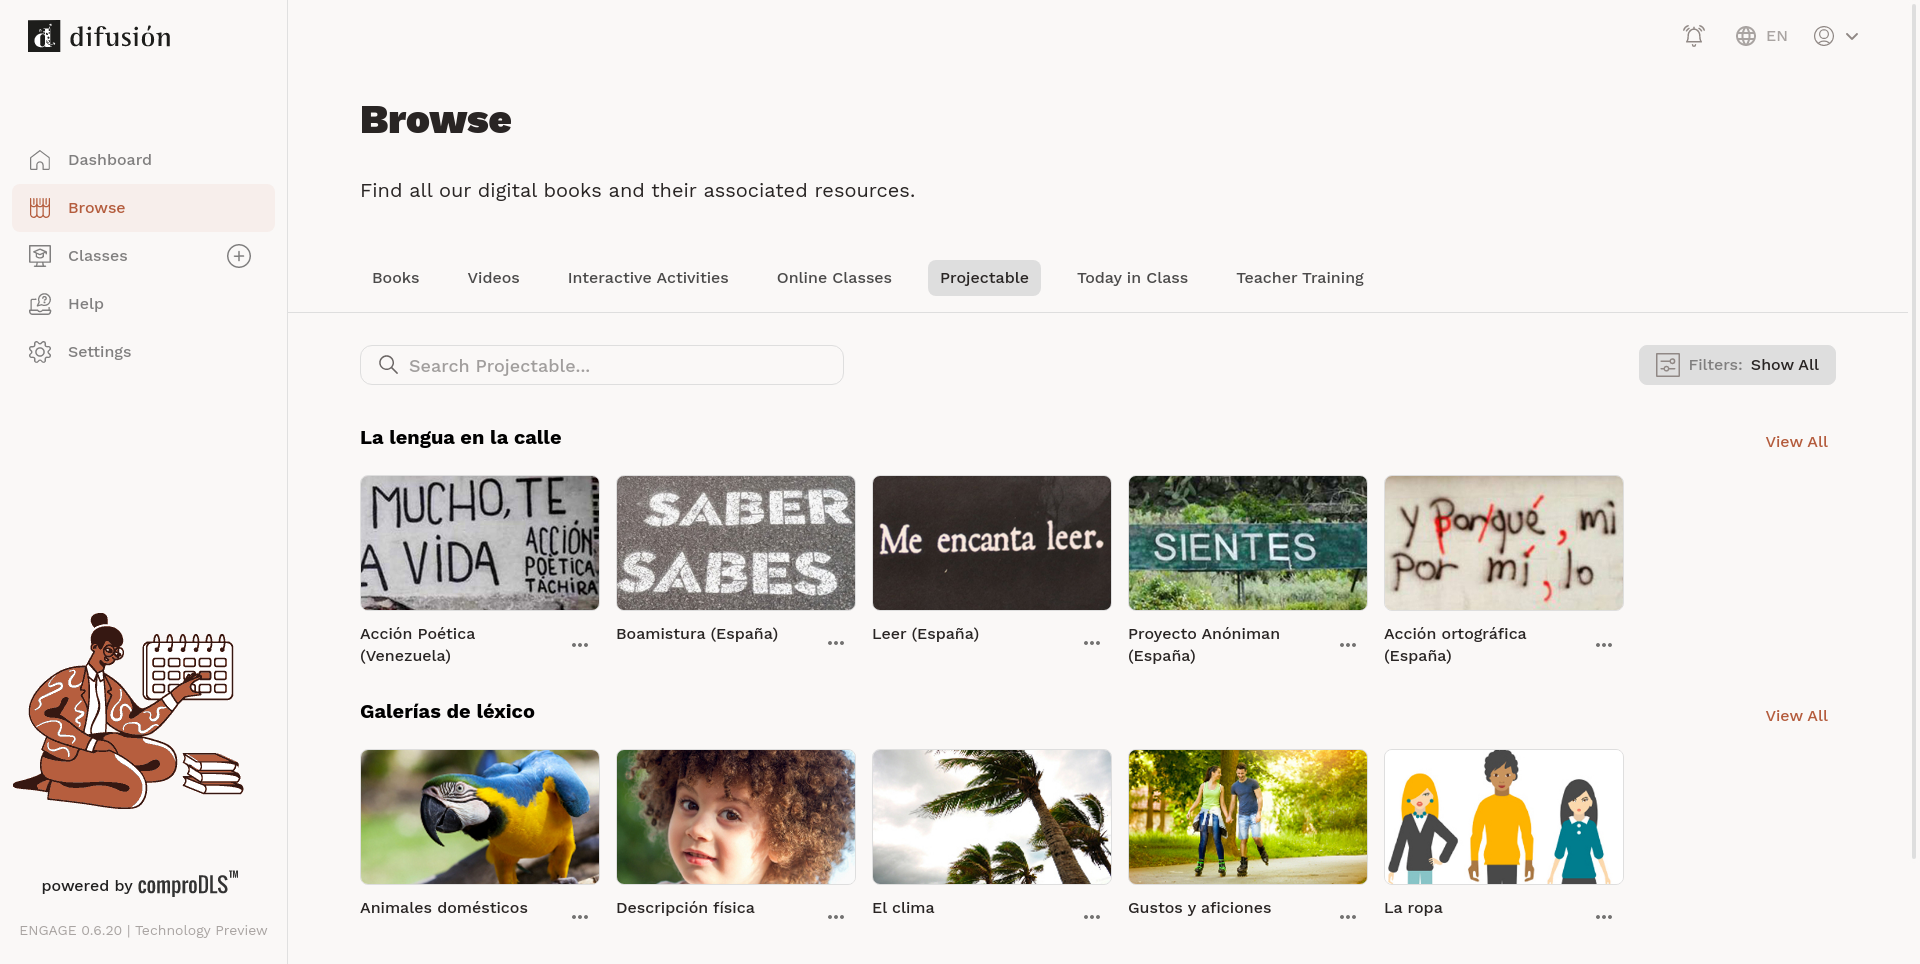 difusión
EN
Browse
Find all our digital books and their associated resources.
Dashboard
Browse
Classes
Help
Settings
Books
Videos
Interactive Activities
Online Classes
Projectable
Today in Class
Teacher Training
Search Projectable...
Filters: Show All
La lengua en la calle
View All
MUCHO, TE
A VIDA
ACCIÓN
POÉTICA
TÁCHIRA
SABER
SABES
Me encanta leer.
SIENTES
y Porqué, mi
por mí, lo
Acción Poética
(Venezuela)
Boamistura (España)
Leer (España)
Proyecto Anóniman
(España)
Acción ortográfica
(España)
Galerías de léxico
View All
Animales domésticos
Descripción física
El clima
Gustos y aficiones
La ropa
powered by comproDLS™
ENGAGE 0.6.20 | Technology Preview